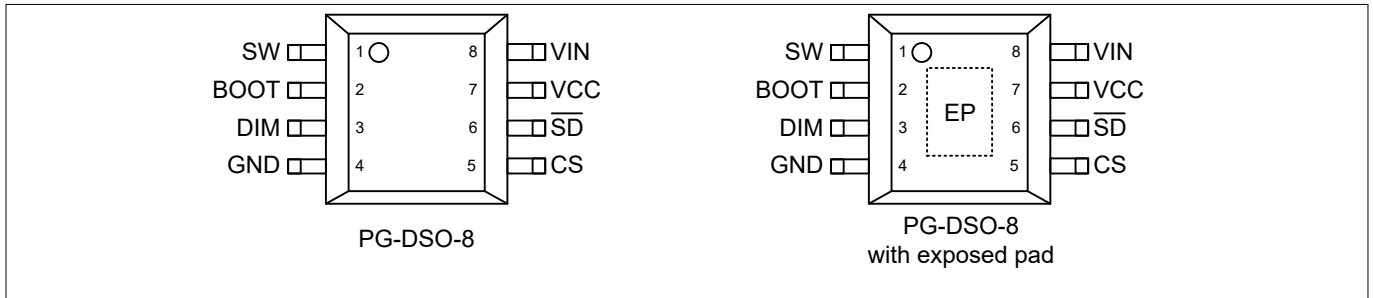 SW 1 8 VIN
BOOT 2 7 VCC
DIM 3 6 S̅D̅
GND 4 5 CS
PG-DSO-8
SW 1 8 VIN
BOOT 2 7 VCC
EP
DIM 3 6 S̅D̅
GND 4 5 CS
PG-DSO-8
with exposed pad